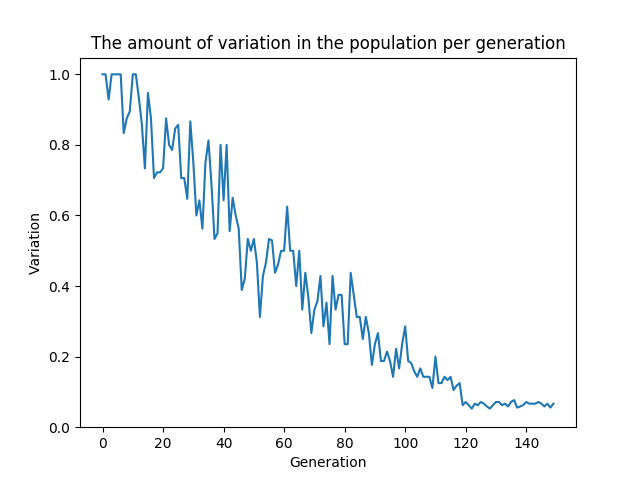 The amount of variation in the population per generation
1.0
0.8
0.6
0.4
0.2
0.0
Variation
0 20 40 60 80 100 120 140
Generation